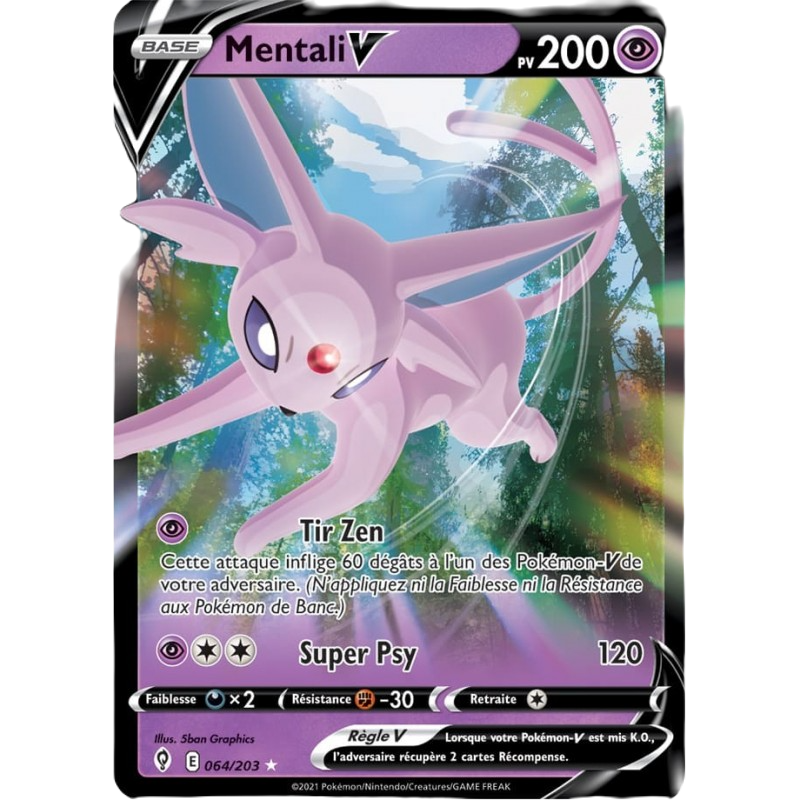 BASE Mentali V PV 200
Tir Zen
Cette attaque inflige 60 dégâts à l'un des Pokémon-V de
votre adversaire. (N'appliquez ni la Faiblesse ni la Résistance
aux Pokémon de Banc.)
Super Psy 120
Faiblesse ×2 Résistance -30 Retraite
Illus. 5ban Graphics
Règle V Lorsque votre Pokémon-V est mis K.O.,
l'adversaire récupère 2 cartes Récompense.
E 064/203 ★
©2021 Pokémon/Nintendo/Creatures/GAME FREAK